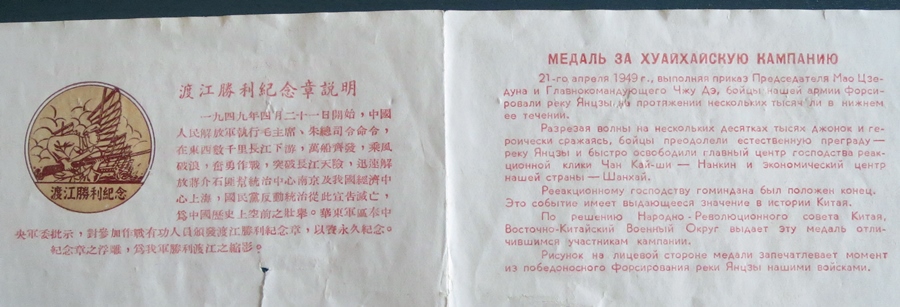 渡江勝利紀念章說明
渡江勝利紀念
一九四九年四月二十一日開始，中國
人民解放軍執行毛主席、朱總司令命令，
在東西數千里長江下游，萬船齊發，乘風
破浪，奮勇作戰，突破長江天險，迅速解
放蔣介石匪幫統治中心南京及我國經濟中
心上海，國民黨反動統治從此宣告滅亡，
爲中國歷史上空前之壯舉。華東軍區奉中
央軍委批示，對參加作戰有功人員頒發渡江勝利紀念章，以資永久紀念。
紀念章之浮雕，爲我軍勝利渡江之縮影。
МЕДАЛЬ ЗА ХУАЙХАЙСКУЮ КАМПАНИЮ
21-го апреля 1949 г., выполняя приказ Председателя Мао Цзе-
дуна и Главнокомандующего Чжу Дэ, бойцы нашей армии Форси-
ровали реку Янцзы на протяжении нескольких тысяч ли в нижнем
ее течении.
Разрезая волны на нескольких десятках тысях джонок и ге-
роически сражаясь, бойцы преодолели естественную преграду —
реку Янцзы и быстро освободили главный центр господства реак-
ционной клики Чан Кай-ши — Нанкин и экономический центр
нашей страны — Шанхай.
Рееакционному господству гоминдана был положен конец.
Это событие имеет выдающееся значение в истории Китая.
По решению Народно-Революционного совета Китая,
Восточно-Китайский Военный Округ выдает эту медаль отли-
чившимся участникам кампании.
Рисунок на лицевой стороне медали запечатлевает момент
из победоносного Форсирования реки Янцзы нашими войсками.